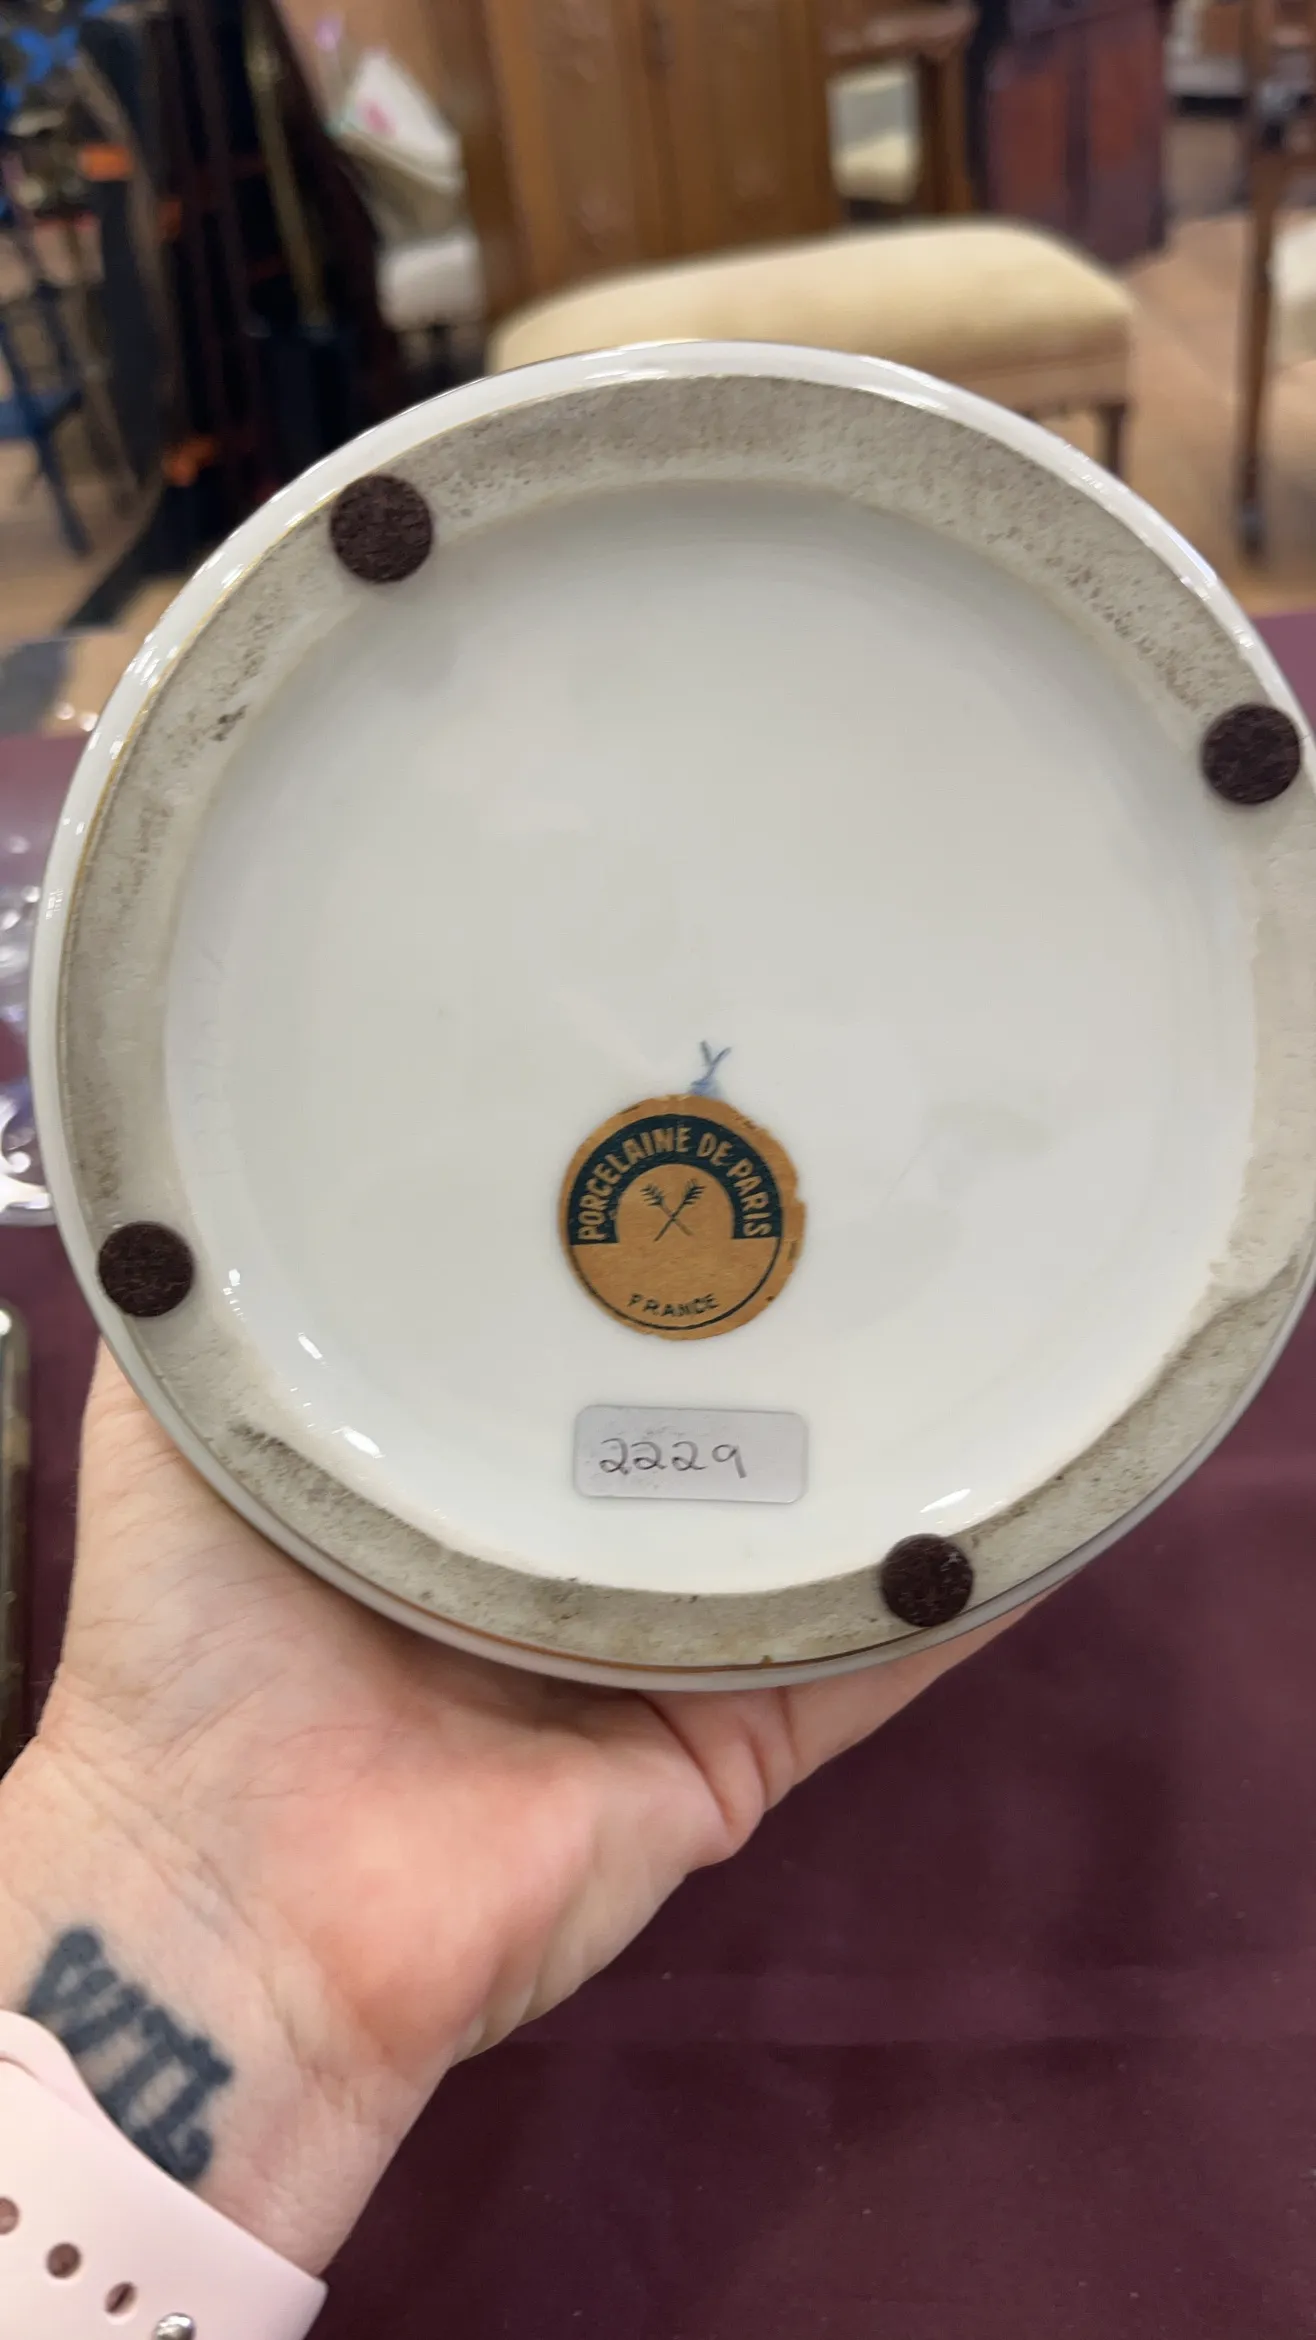 PORCELAINE DE PARIS
FRANCE
2229